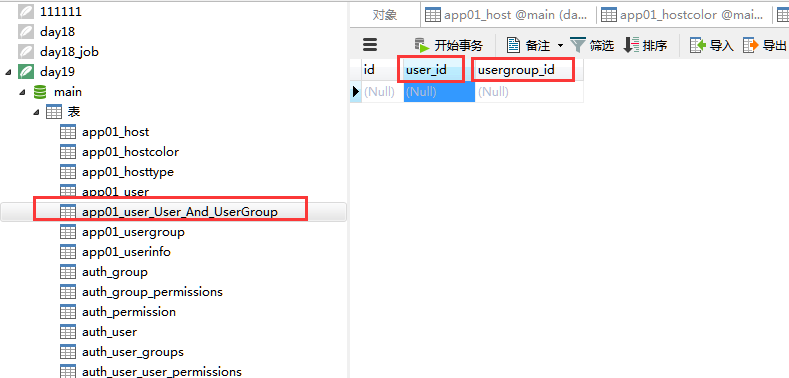 111111
day18
day18_job
day19
main
表
app01_host
app01_hostcolor
app01_hosttype
app01_user
app01_user_User_And_UserGroup
app01_usergroup
app01_userinfo
auth_group
auth_group_permissions
auth_permission
auth_user
auth_user_groups
auth_user_user_permissions
对象 app01_host @main (da... app01_hostcolor @mai...
开始事务 备注 筛选 排序 导入 导出
id user_id usergroup_id
(Null) (Null) (Null)